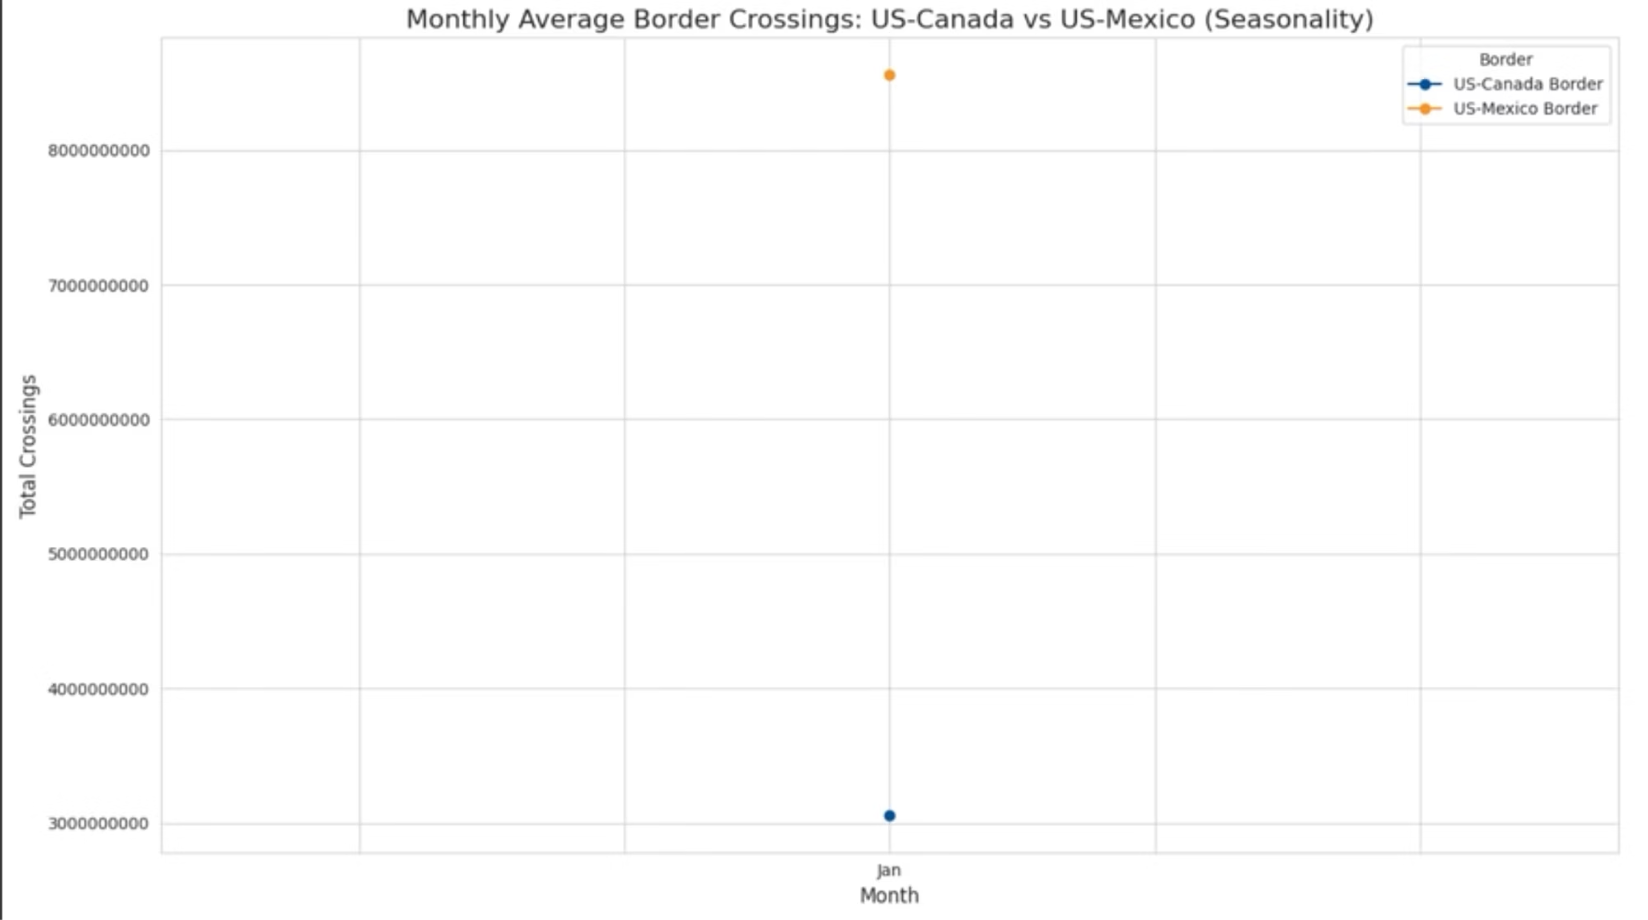 Monthly Average Border Crossings: US-Canada vs US-Mexico (Seasonality)
Border
US-Canada Border
US-Mexico Border
8000000000
7000000000
6000000000
5000000000
4000000000
3000000000
Total Crossings
Jan
Month